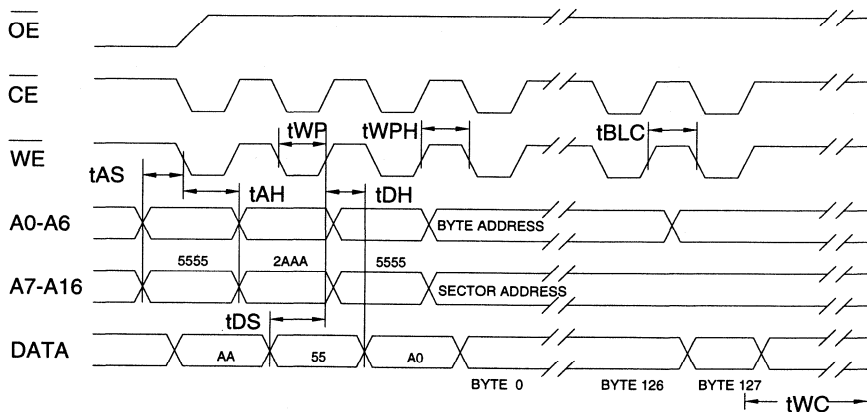 OE
CE
tWP tWPH tBLC
WE
tAS
tAH tDH
A0-A6 BYTE ADDRESS
5555 2AAA 5555
A7-A16 SECTOR ADDRESS
tDS
DATA AA 55 A0
BYTE 0 BYTE 126 BYTE 127
tWC